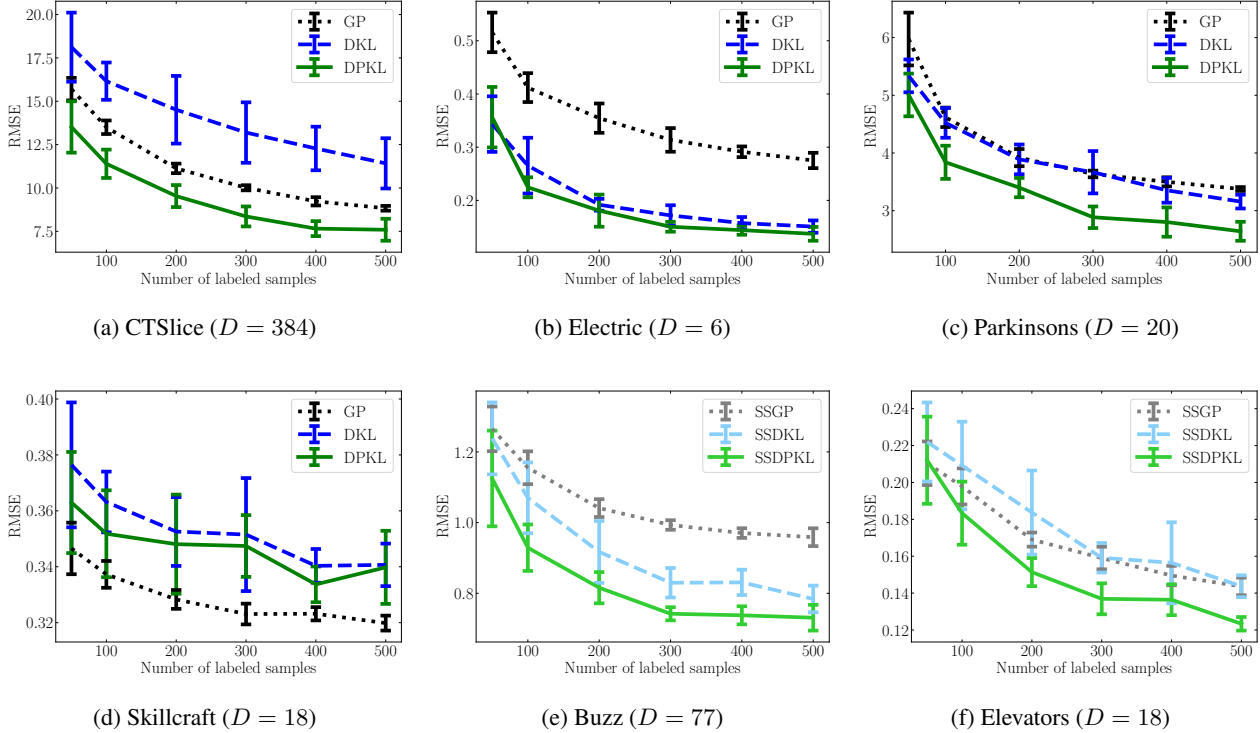 20.0
17.5
15.0
12.5
10.0
7.5
RMSE
GP
DKL
DPKL
100 200 300 400 500
Number of labeled samples
(a) CTSlice (D = 384)
0.5
0.4
0.3
0.2
RMSE
GP
DKL
DPKL
100 200 300 400 500
Number of labeled samples
(b) Electric (D = 6)
6
5
4
3
RMSE
GP
DKL
DPKL
100 200 300 400 500
Number of labeled samples
(c) Parkinsons (D = 20)
0.40
0.38
0.36
0.34
0.32
RMSE
GP
DKL
DPKL
100 200 300 400 500
Number of labeled samples
(d) Skillcraft (D = 18)
1.2
1.0
0.8
RMSE
SSGP
SSDKL
SSDPKL
100 200 300 400 500
Number of labeled samples
(e) Buzz (D = 77)
0.24
0.22
0.20
0.18
0.16
0.14
0.12
RMSE
SSGP
SSDKL
SSDPKL
100 200 300 400 500
Number of labeled samples
(f) Elevators (D = 18)